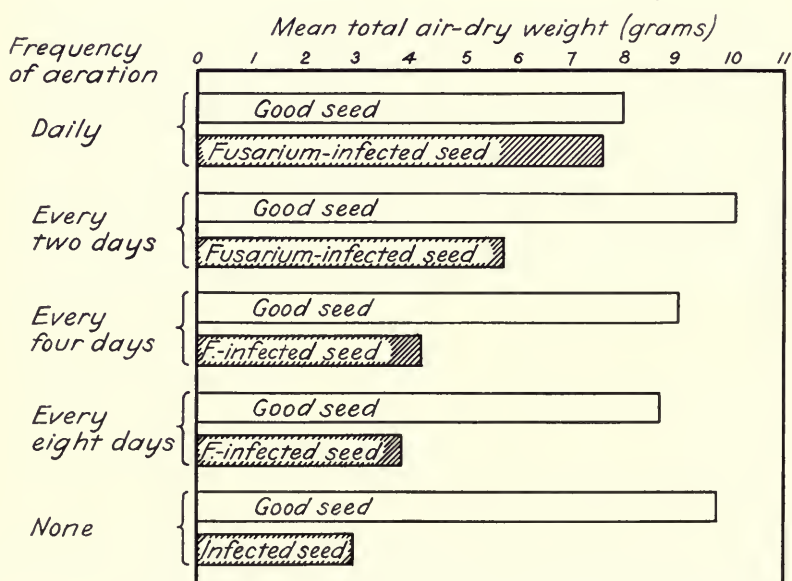 Mean total air-dry weight (grams)
Frequency
of aeration
0 1 2 3 4 5 6 7 8 9 10 11
Daily
Good seed
Fusarium-infected seed
Every
two days
Good seed
Fusarium-infected seed
Every
four days
Good seed
F.-infected seed
Every
eight days
Good seed
F.-infected seed
None
Good seed
Infected seed